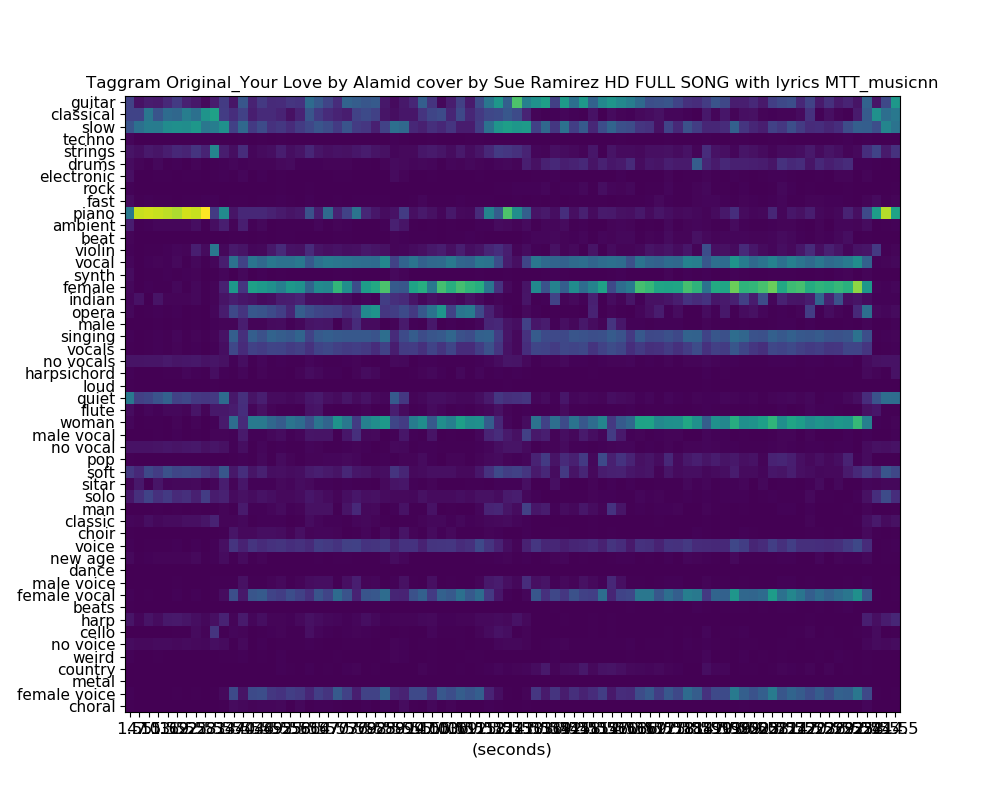 Taggram Original_Your Love by Alamid cover by Sue Ramirez HD FULL SONG with lyrics MTT_musicnn
guitar
classical
slow
techno
strings
drums
electronic
rock
fast
piano
ambient
beat
violin
vocal
synth
female
indian
opera
male
singing
vocals
no vocals
harpsichord
loud
quiet
flute
woman
male vocal
no vocal
pop
soft
sitar
solo
man
classic
choir
voice
new age
dance
male voice
female vocal
beats
harp
cello
no voice
weird
country
metal
female voice
choral
(seconds)